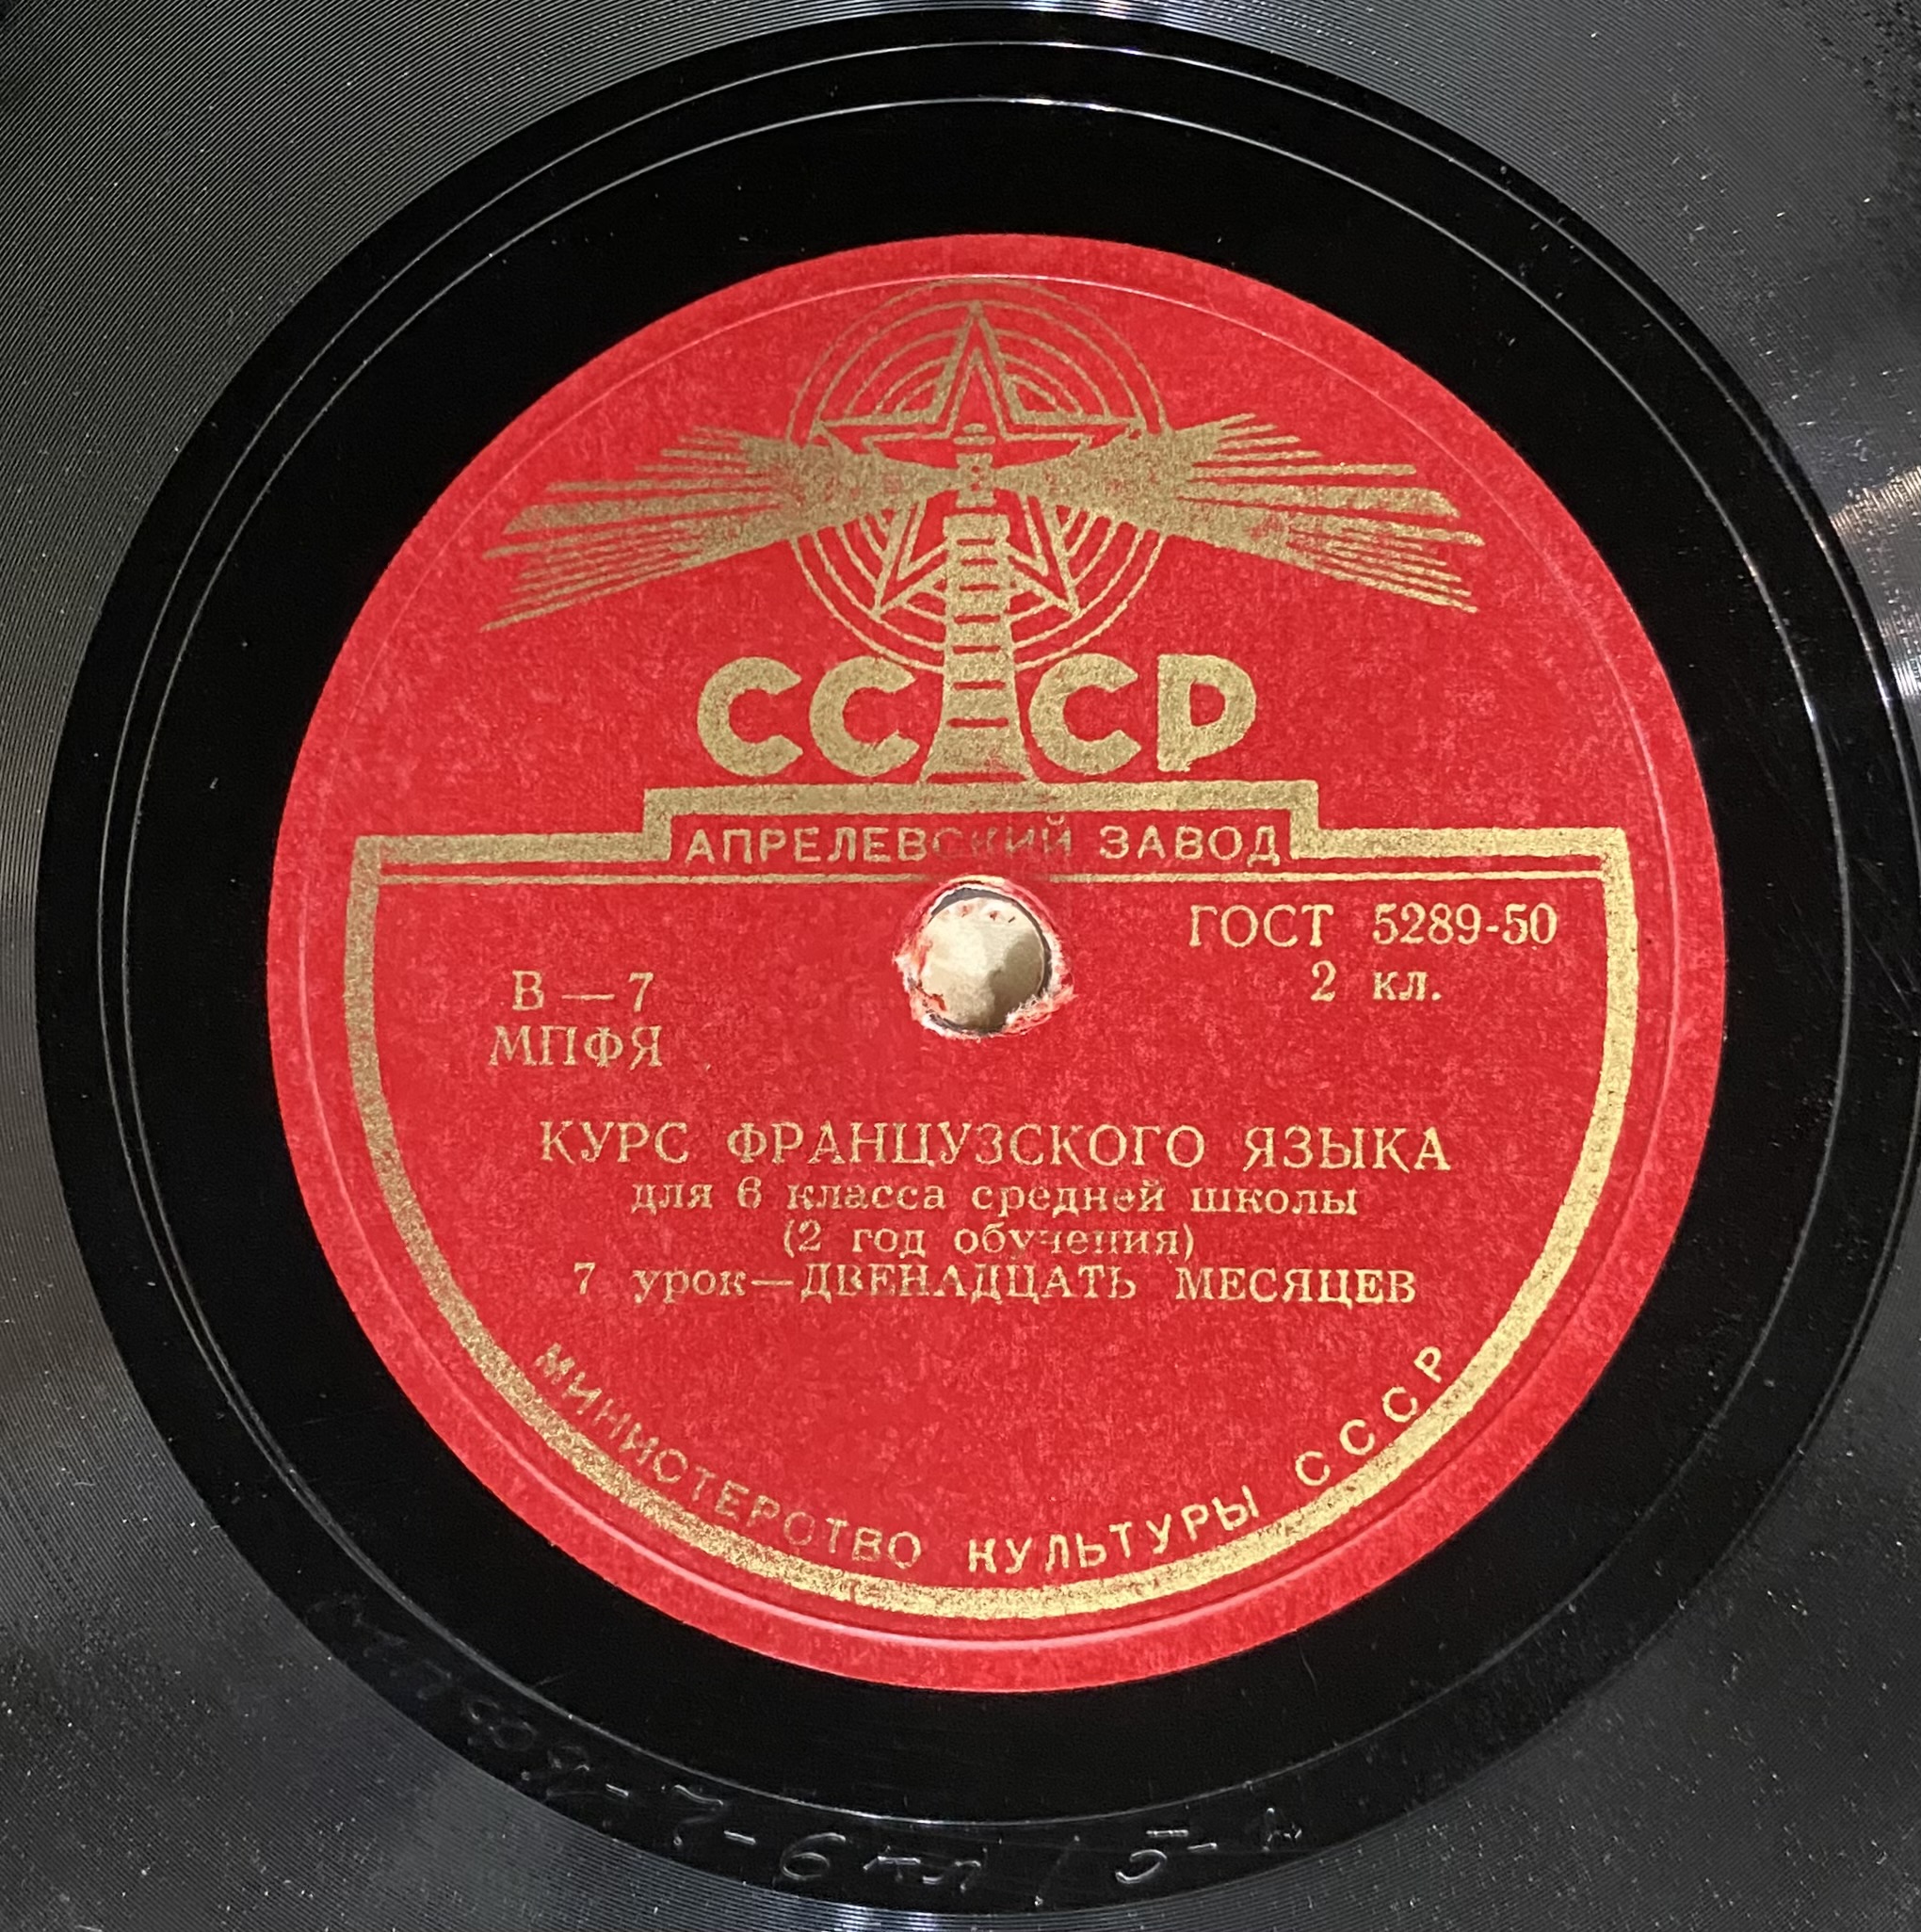 СССР
АПРЕЛЕВСКИЙ ЗАВОД
ГОСТ 5289-50
2 кл.
В — 7
МПФЯ
КУРС ФРАНЦУЗСКОГО ЯЗЫКА
для 6 класса средней школы
(2 год обучения)
7 урок — ДВЕНАДЦАТЬ МЕСЯЦЕВ
МИНИСТЕРСТВО КУЛЬТУРЫ СССР